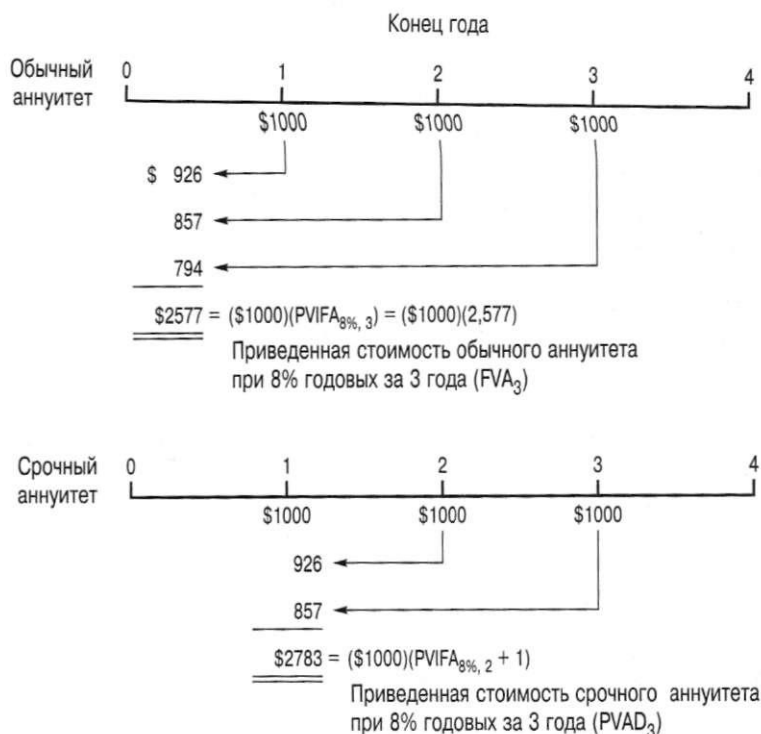 Конец года
Обычный
аннуитет
0 1 2 3 4
$1000 $1000 $1000
$ 926
857
794
$2577 = ($1000)(PVIFA8%, 3) = ($1000)(2,577)
Приведенная стоимость обычного аннуитета
при 8% годовых за 3 года (FVA3)
Срочный
аннуитет
0 1 2 3 4
$1000 $1000 $1000
926
857
$2783 = ($1000)(PVIFA8%, 2 + 1)
Приведенная стоимость срочного аннуитета
при 8% годовых за 3 года (PVAD3)